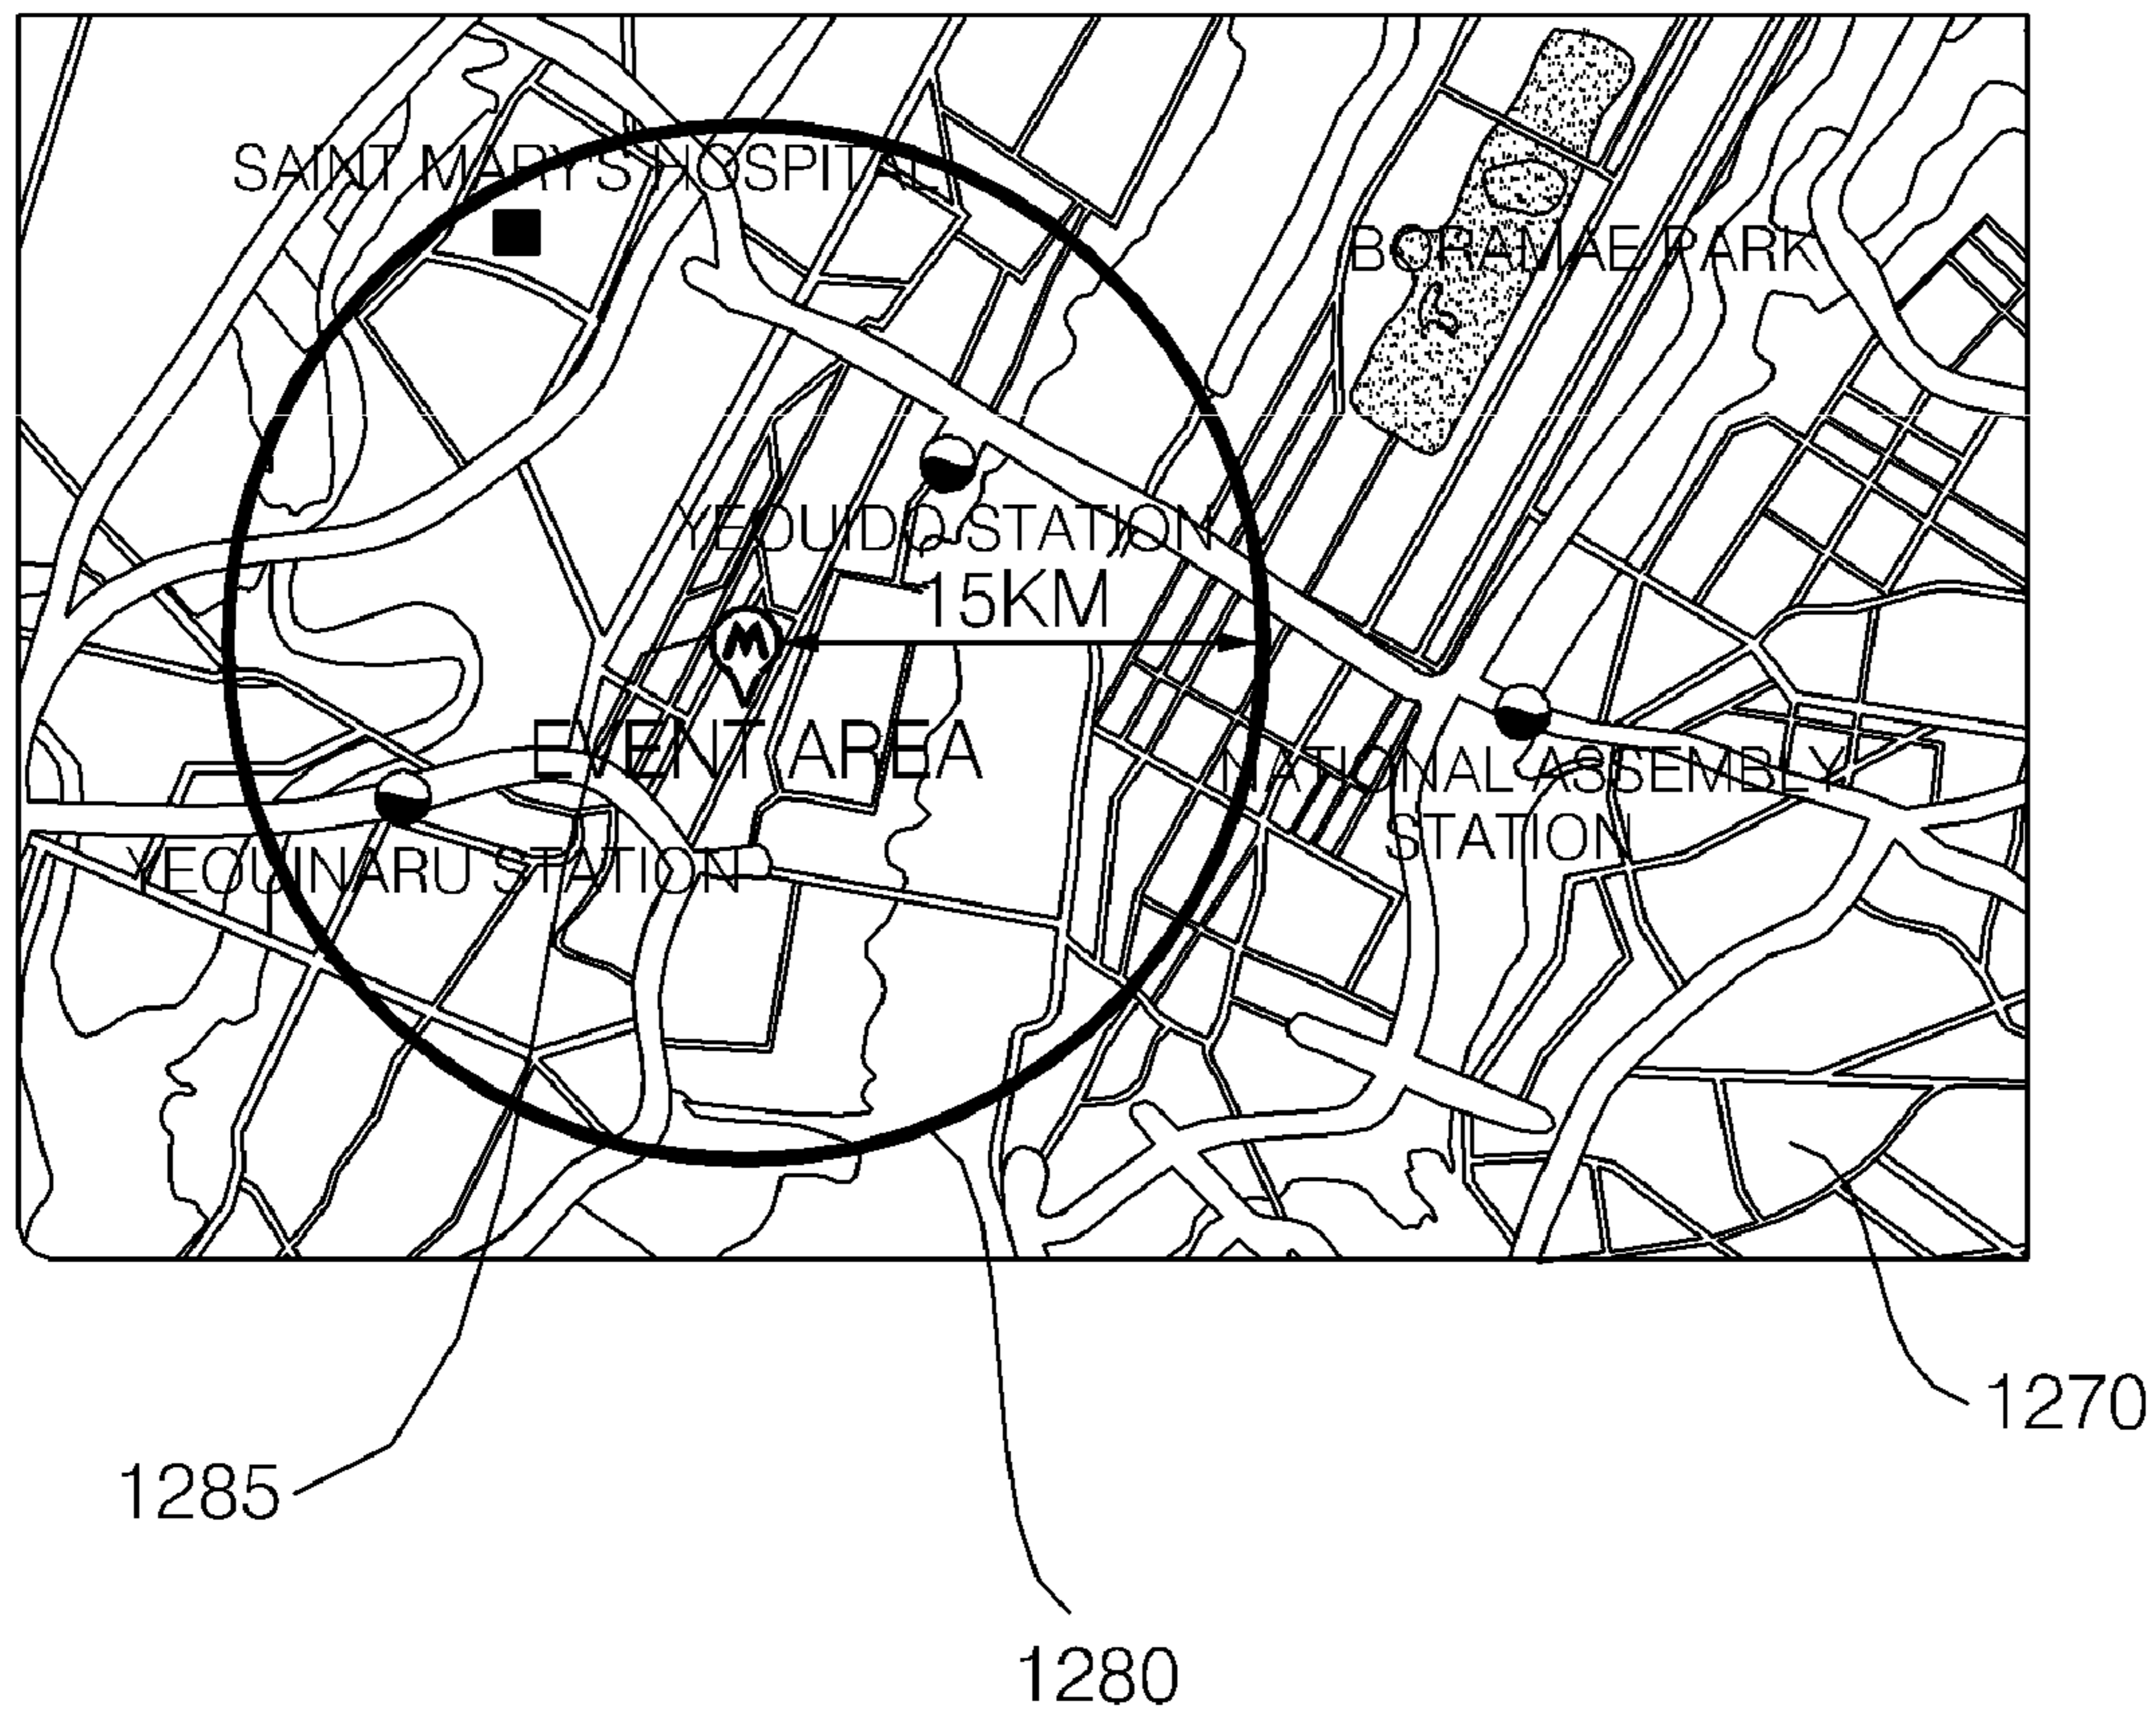 SAINT MARY'S HOSPITAL
BORAMAE PARK
YEOUIDO STATION
15KM
M
EVENT AREA
NATIONAL ASSEMBLY
STATION
YEOUINARU STATION
1270
1285
1280